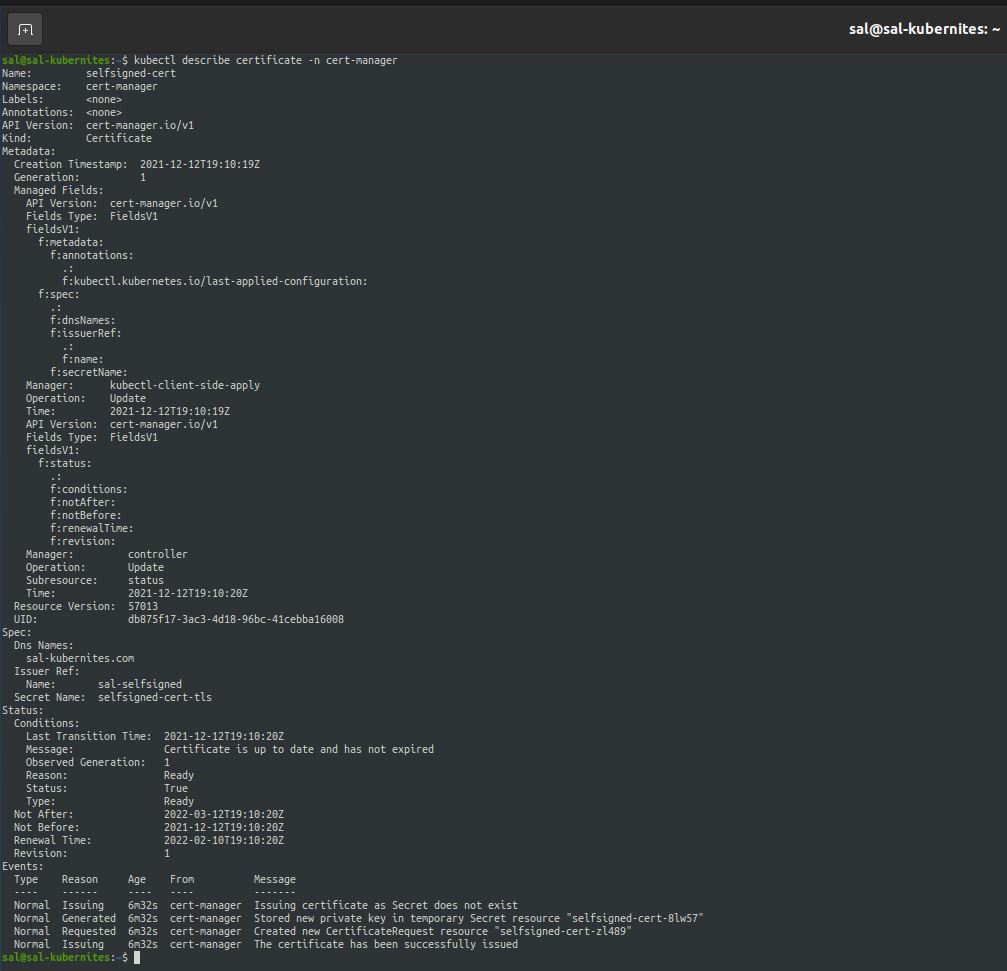 sal@sal-kubernites: ~
sal@sal-kubernites:~$ kubectl describe certificate -n cert-manager
Name:         selfsigned-cert
Namespace:    cert-manager
Labels:       <none>
Annotations:  <none>
API Version:  cert-manager.io/v1
Kind:         Certificate
Metadata:
  Creation Timestamp:  2021-12-12T19:10:19Z
  Generation:          1
  Managed Fields:
    API Version:  cert-manager.io/v1
    Fields Type:  FieldsV1
    fieldsV1:
      f:metadata:
        f:annotations:
          .:
          f:kubectl.kubernetes.io/last-applied-configuration:
      f:spec:
        .:
        f:dnsNames:
        f:issuerRef:
          .:
          f:name:
        f:secretName:
    Manager:      kubectl-client-side-apply
    Operation:    Update
    Time:         2021-12-12T19:10:19Z
    API Version:  cert-manager.io/v1
    Fields Type:  FieldsV1
    fieldsV1:
      f:status:
        .:
        f:conditions:
        f:notAfter:
        f:notBefore:
        f:renewalTime:
        f:revision:
    Manager:         controller
    Operation:       Update
    Subresource:     status
    Time:            2021-12-12T19:10:20Z
  Resource Version:  57013
  UID:               db875f17-3ac3-4d18-96bc-41cebba16008
Spec:
  Dns Names:
    sal-kubernites.com
  Issuer Ref:
    Name:       sal-selfsigned
  Secret Name:  selfsigned-cert-tls
Status:
  Conditions:
    Last Transition Time:  2021-12-12T19:10:20Z
    Message:               Certificate is up to date and has not expired
    Observed Generation:   1
    Reason:                Ready
    Status:                True
    Type:                  Ready
  Not After:               2022-03-12T19:10:20Z
  Not Before:              2021-12-12T19:10:20Z
  Renewal Time:            2022-02-10T19:10:20Z
  Revision:                1
Events:
  Type    Reason     Age    From          Message
  ----    ------     ----   ----          -------
  Normal  Issuing    6m32s  cert-manager  Issuing certificate as Secret does not exist
  Normal  Generated  6m32s  cert-manager  Stored new private key in temporary Secret resource "selfsigned-cert-8lw57"
  Normal  Requested  6m32s  cert-manager  Created new CertificateRequest resource "selfsigned-cert-zl489"
  Normal  Issuing    6m32s  cert-manager  The certificate has been successfully issued
sal@sal-kubernites:~$